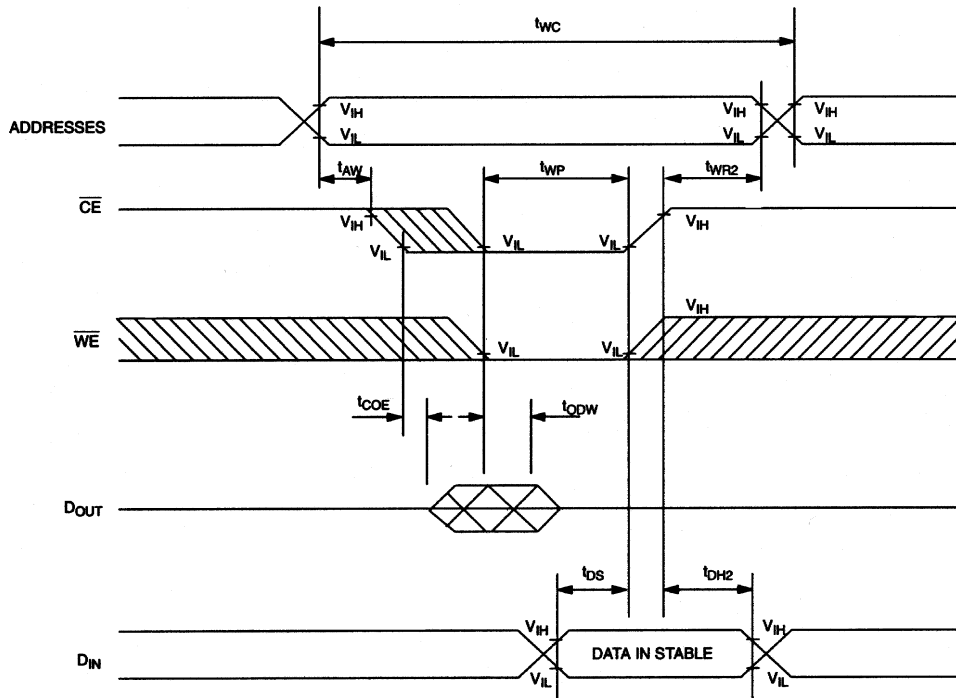 tWC
ADDRESSES
VIH VIH VIH
VIL VIL VIL
tAW tWP tWR2
CE
VIH VIH
VIL VIL VIL
WE
VIH
VIL VIL
tCOE tODW
DOUT
tDS tDH2
DIN
VIH VIH
DATA IN STABLE
VIL VIL